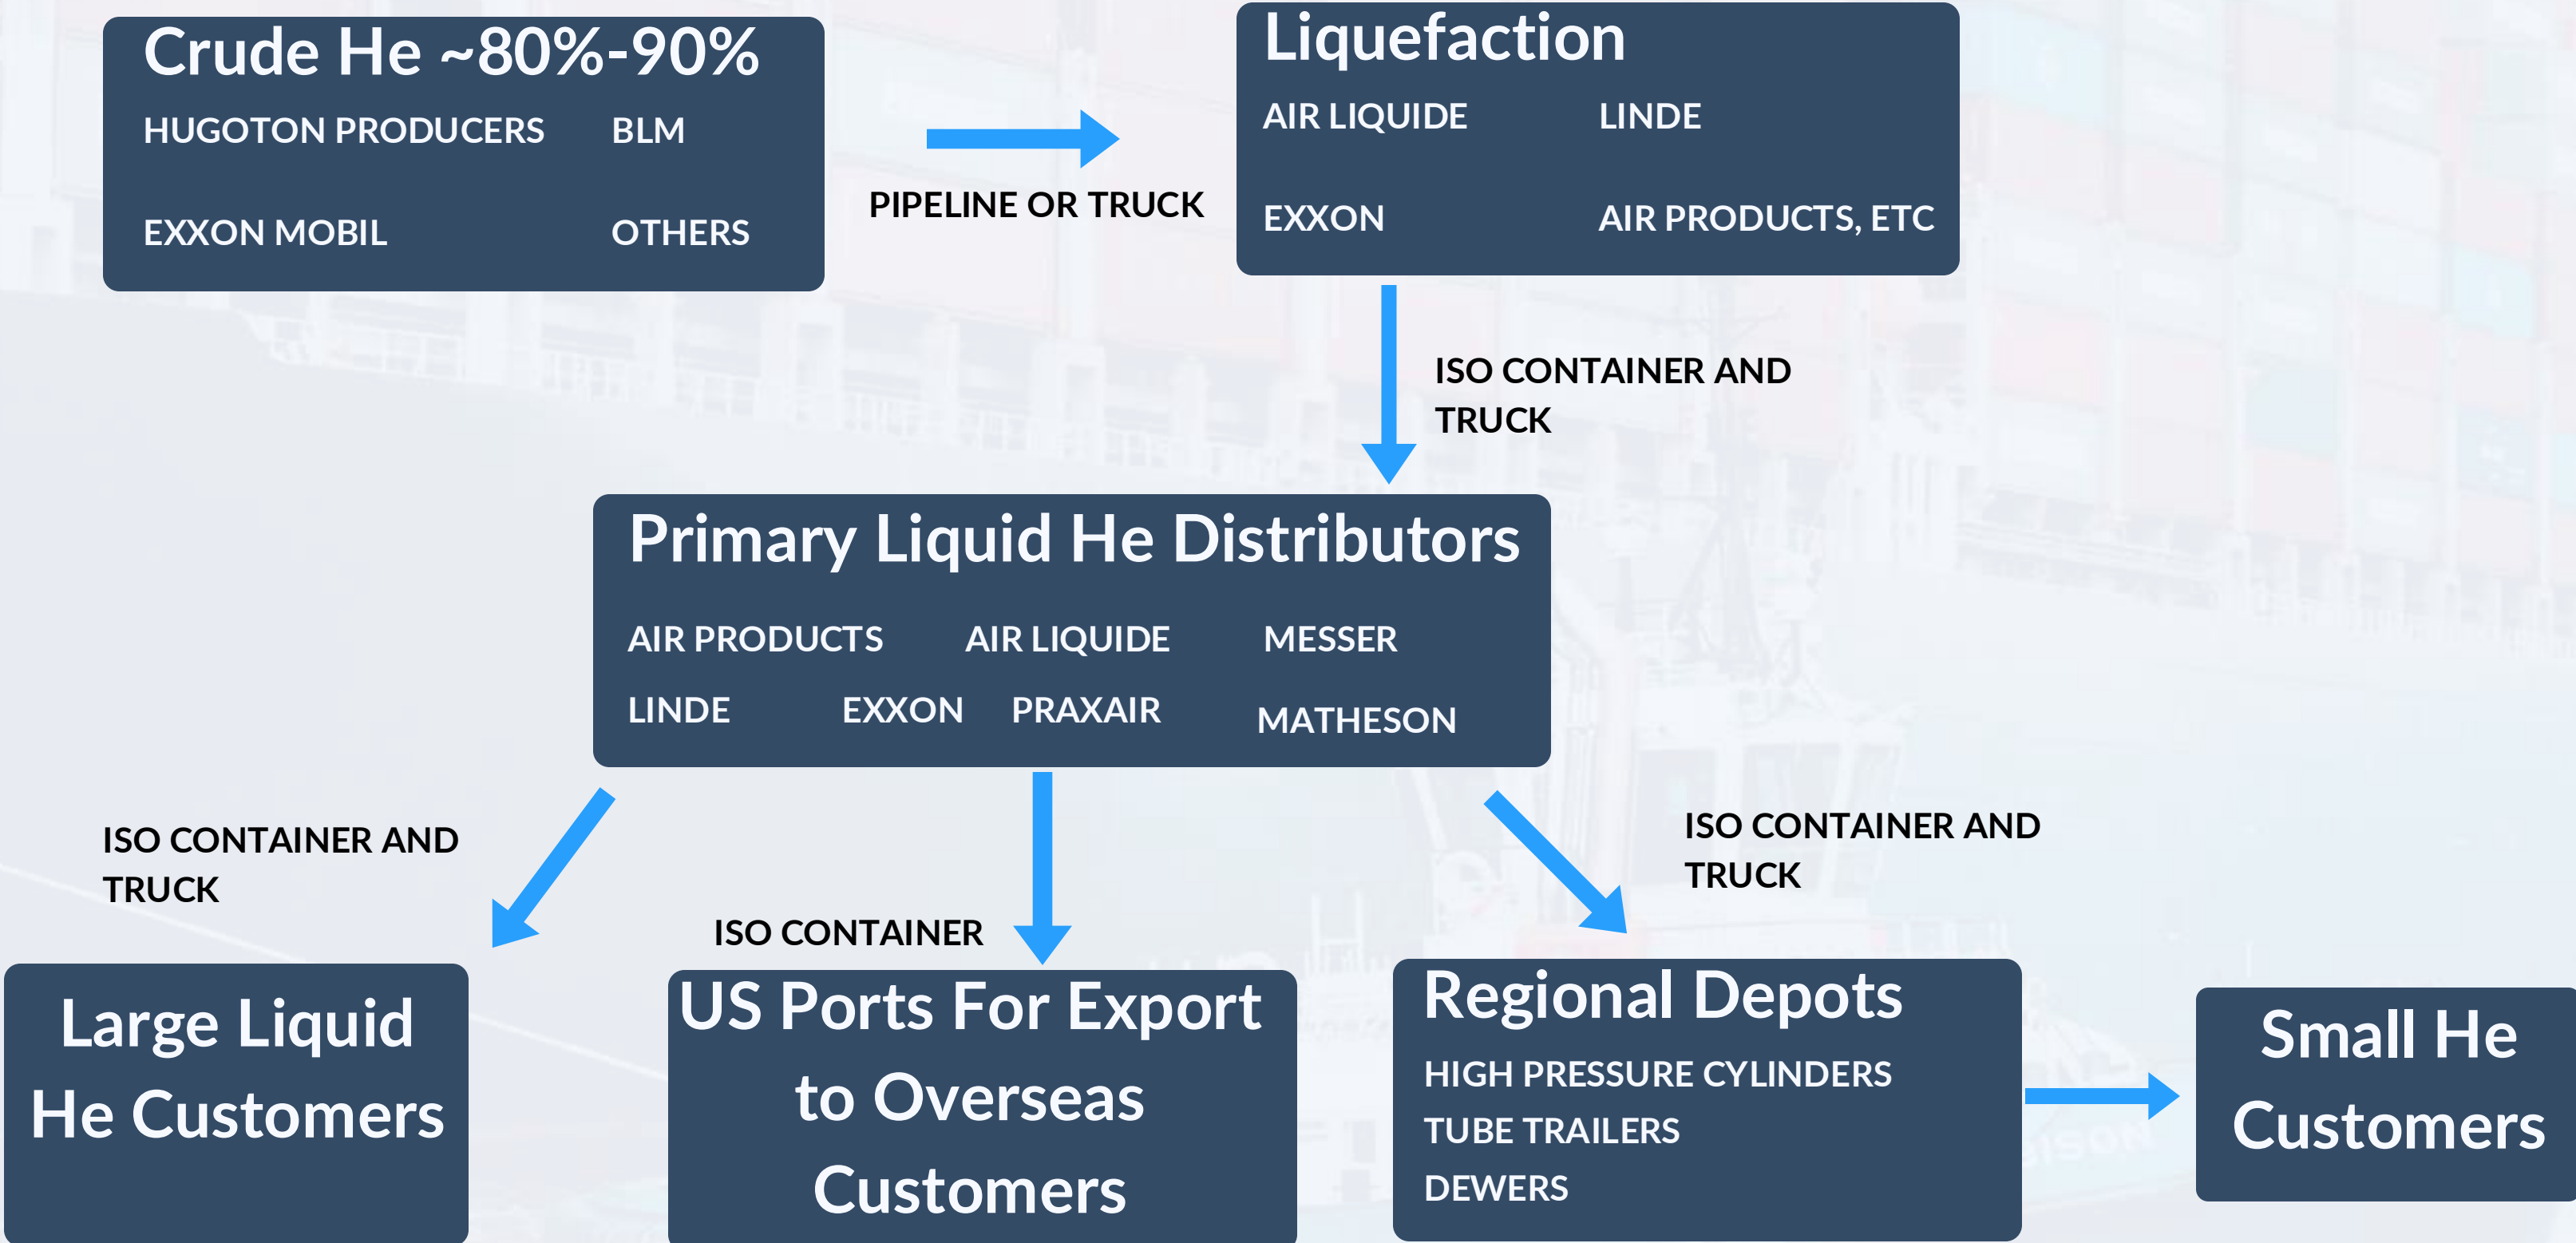 Crude He ~80%-90%
HUGOTON PRODUCERS BLM
EXXON MOBIL OTHERS
PIPELINE OR TRUCK
Liquefaction
AIR LIQUIDE LINDE
EXXON AIR PRODUCTS, ETC
ISO CONTAINER AND
TRUCK
Primary Liquid He Distributors
AIR PRODUCTS AIR LIQUIDE MESSER
LINDE EXXON PRAXAIR MATHESON
ISO CONTAINER AND
TRUCK
ISO CONTAINER
ISO CONTAINER AND
TRUCK
Large Liquid
He Customers
US Ports For Export
to Overseas
Customers
Regional Depots
HIGH PRESSURE CYLINDERS
TUBE TRAILERS
DEWERS
Small He
Customers